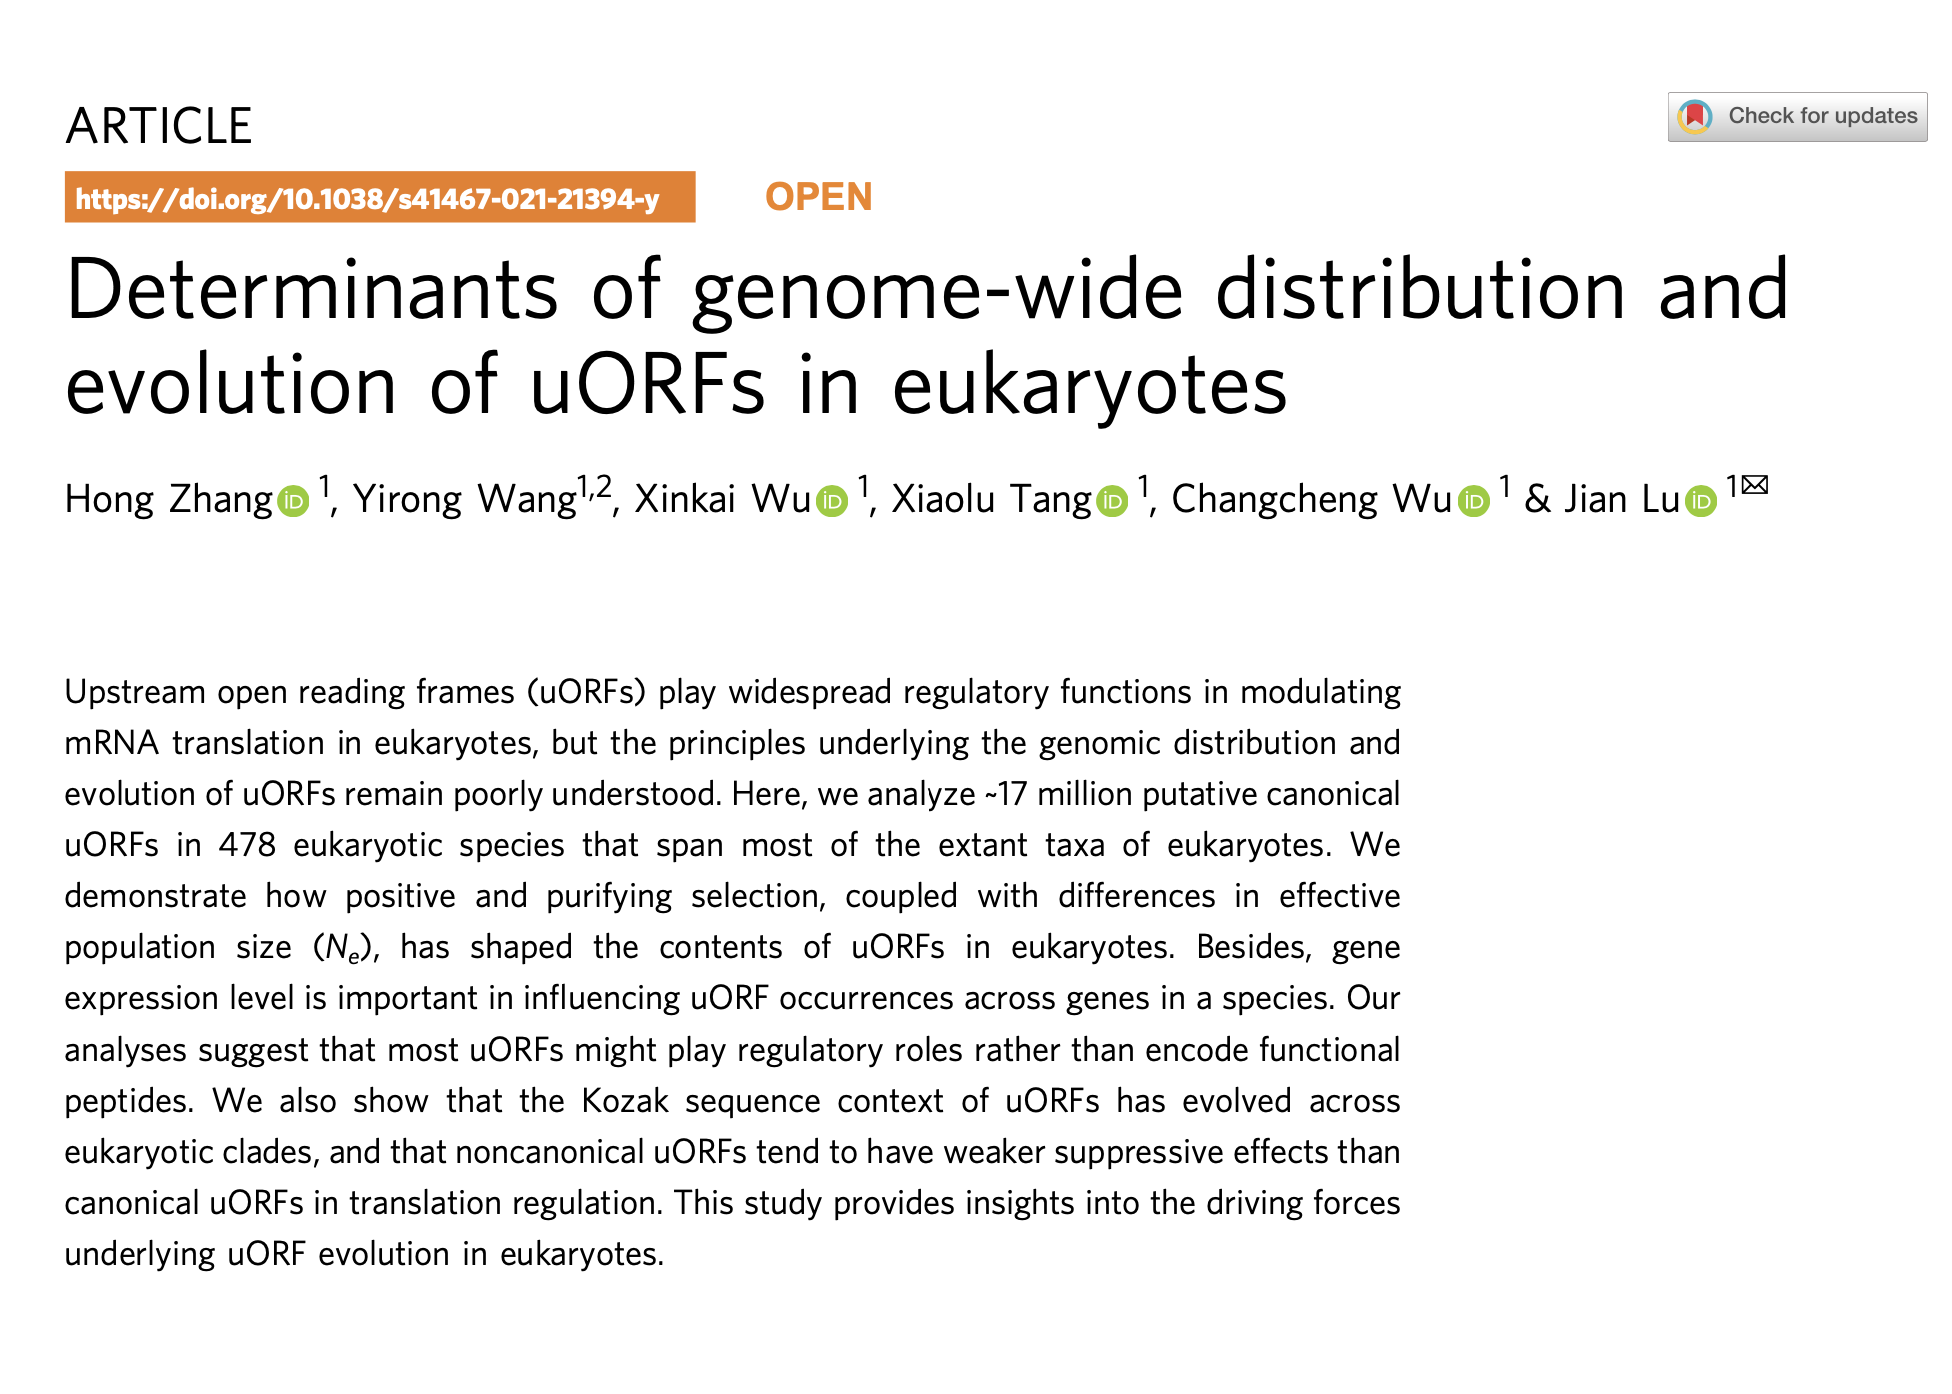 ARTICLE
Check for updates
https://doi.org/10.1038/s41467-021-21394-y
OPEN
Determinants of genome-wide distribution and
evolution of uORFs in eukaryotes
Hong Zhang iD 1, Yirong Wang1,2, Xinkai Wu iD 1, Xiaolu Tang iD 1, Changcheng Wu iD 1 & Jian Lu iD 1✉
Upstream open reading frames (uORFs) play widespread regulatory functions in modulating
mRNA translation in eukaryotes, but the principles underlying the genomic distribution and
evolution of uORFs remain poorly understood. Here, we analyze ~17 million putative canonical
uORFs in 478 eukaryotic species that span most of the extant taxa of eukaryotes. We
demonstrate how positive and purifying selection, coupled with differences in effective
population size (Ne), has shaped the contents of uORFs in eukaryotes. Besides, gene
expression level is important in influencing uORF occurrences across genes in a species. Our
analyses suggest that most uORFs might play regulatory roles rather than encode functional
peptides. We also show that the Kozak sequence context of uORFs has evolved across
eukaryotic clades, and that noncanonical uORFs tend to have weaker suppressive effects than
canonical uORFs in translation regulation. This study provides insights into the driving forces
underlying uORF evolution in eukaryotes.